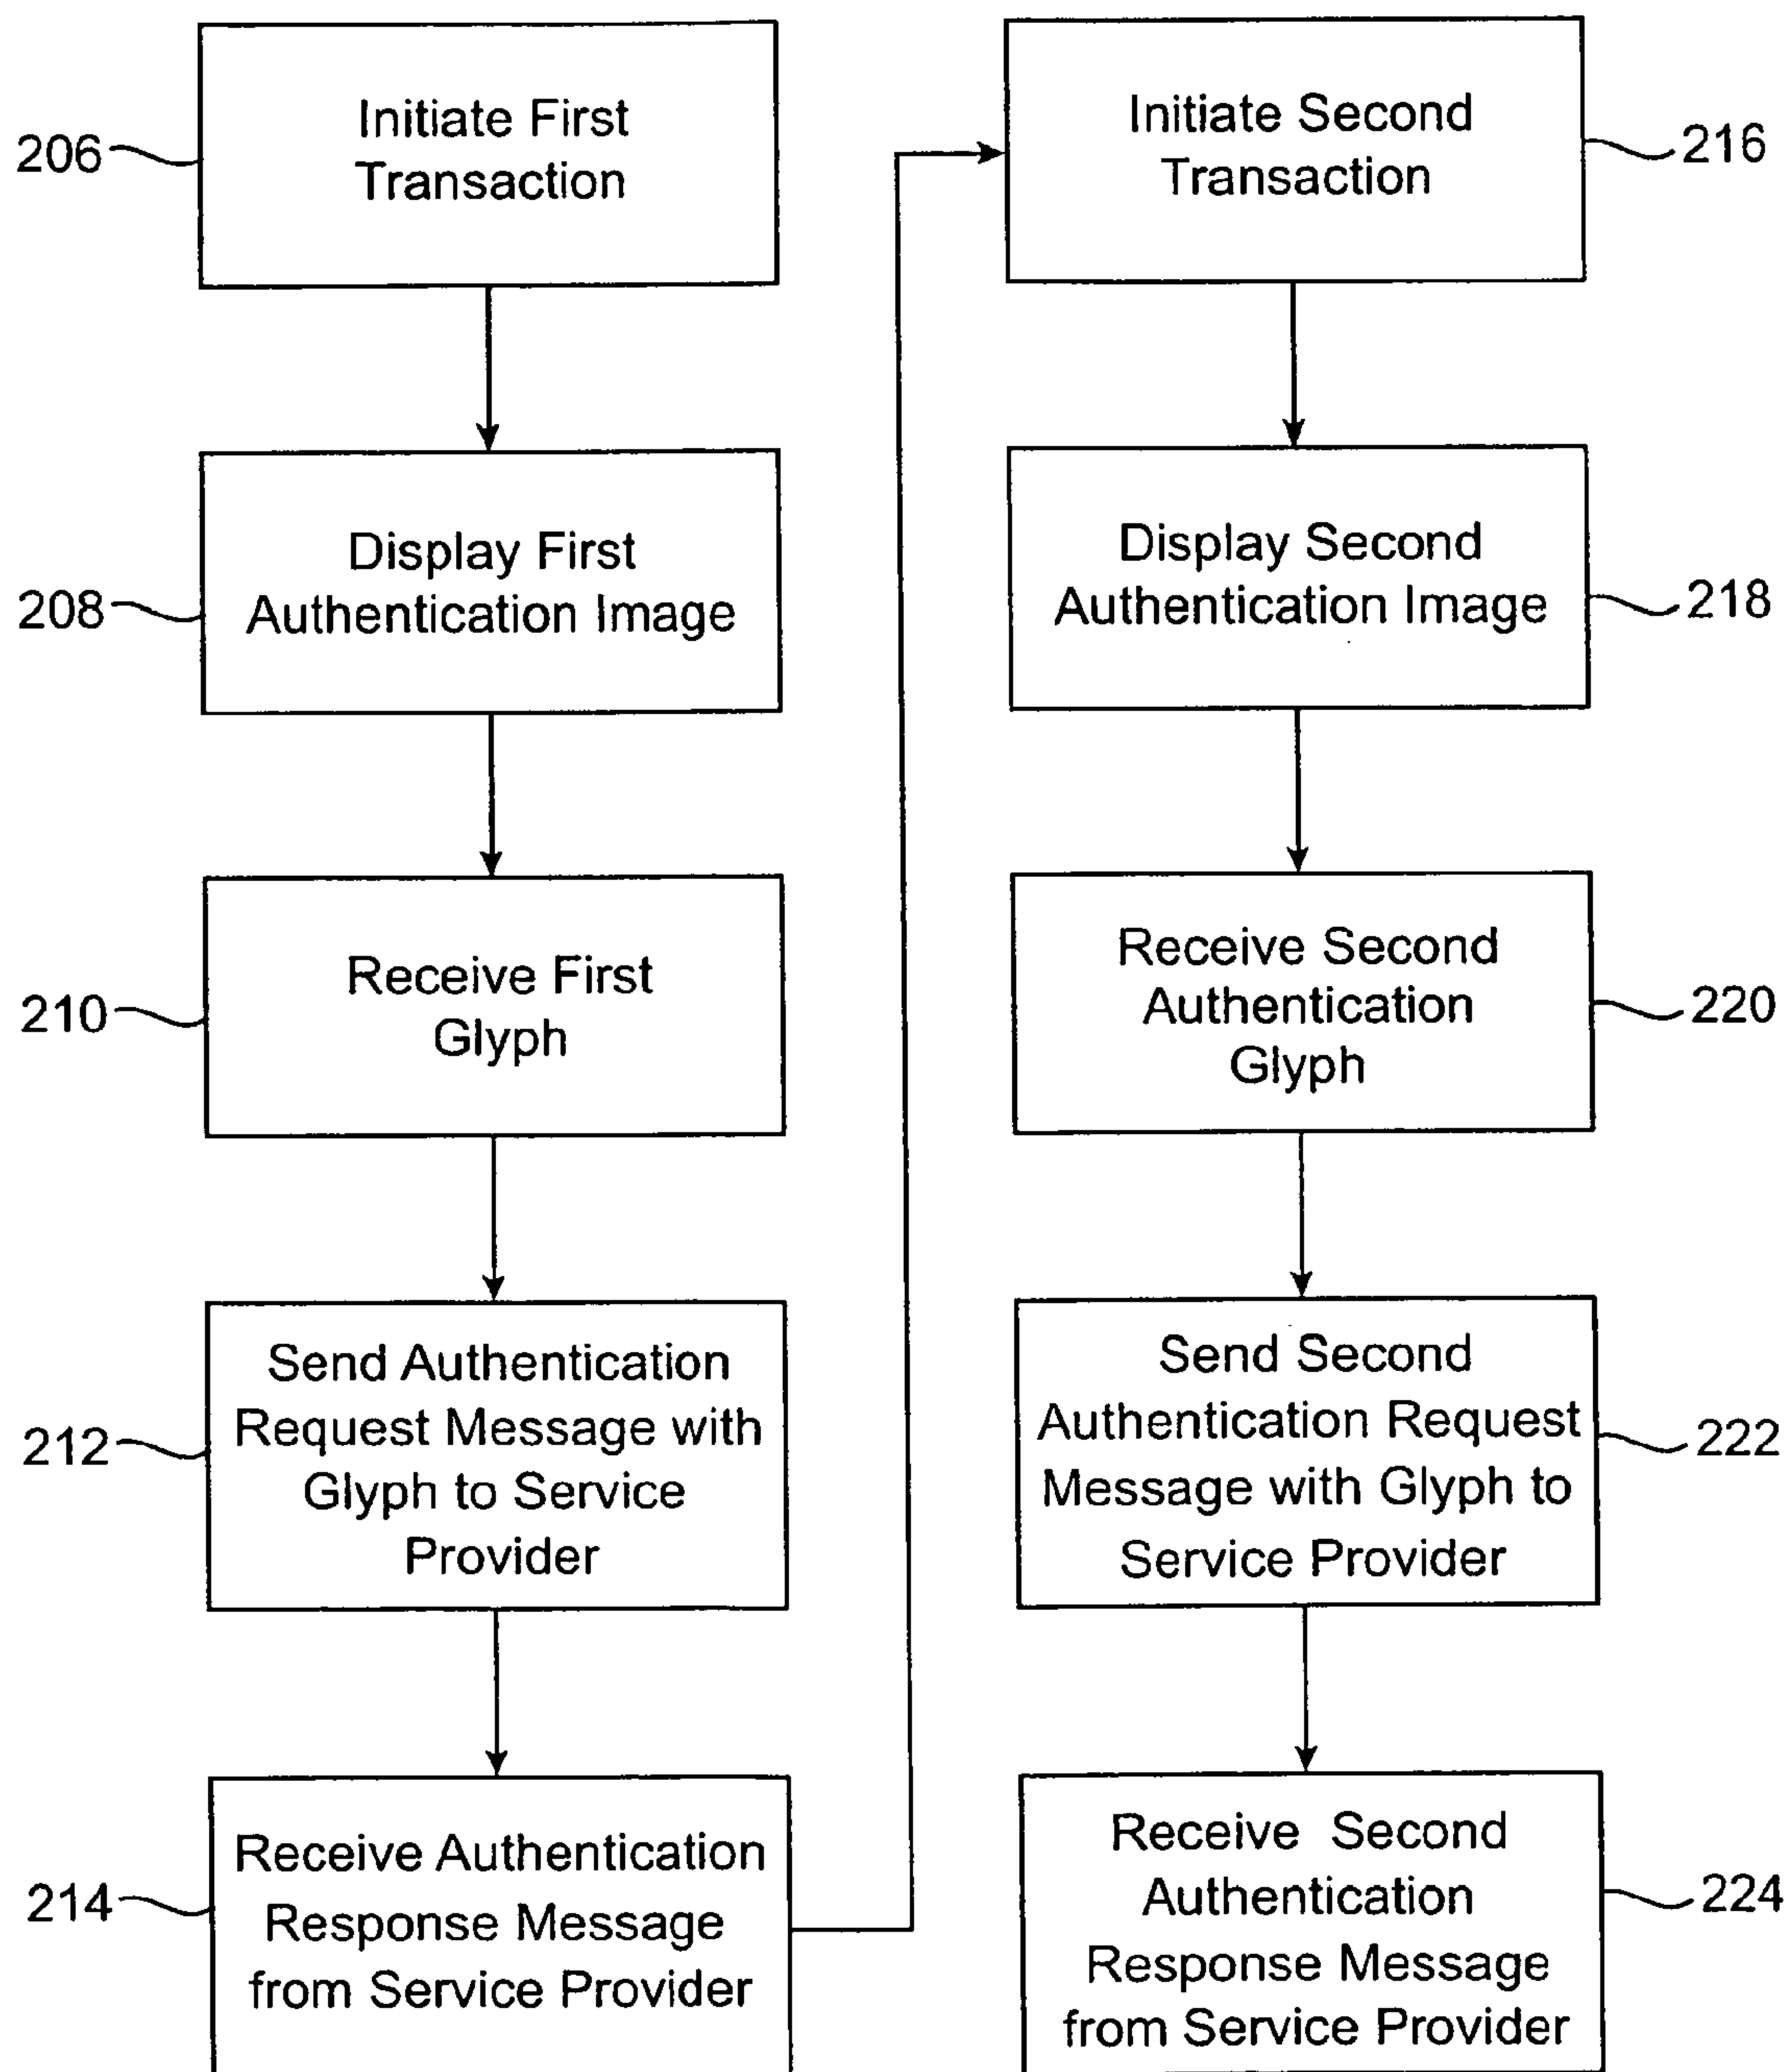 206
Initiate First
Transaction
208
Display First
Authentication Image
210
Receive First
Glyph
212
Send Authentication
Request Message with
Glyph to Service
Provider
214
Receive Authentication
Response Message
from Service Provider
Initiate Second
Transaction
216
Display Second
Authentication Image
218
Receive Second
Authentication
Glyph
220
Send Second
Authentication Request
Message with Glyph to
Service Provider
222
Receive Second
Authentication
Response Message
from Service Provider
224